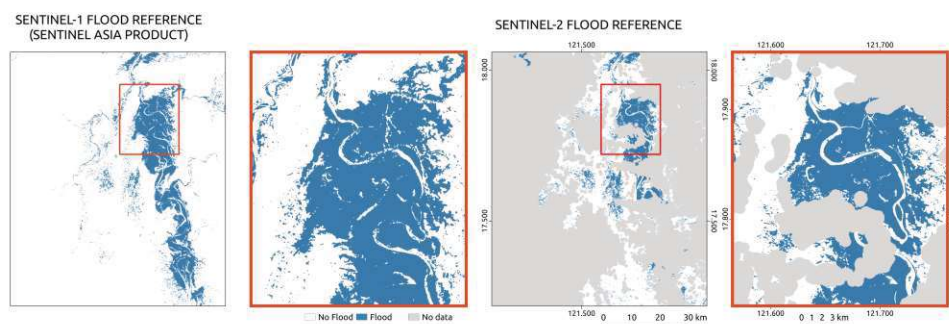 SENTINEL-1 FLOOD REFERENCE
(SENTINEL ASIA PRODUCT)
SENTINEL-2 FLOOD REFERENCE
121.500
121.600
121.700
18.000
18.000
17.900
17.800
17.500
17.500
No Flood
Flood
No data
121.500
0 10 20 30 km
121.600
0 1 2 3 km
121.700